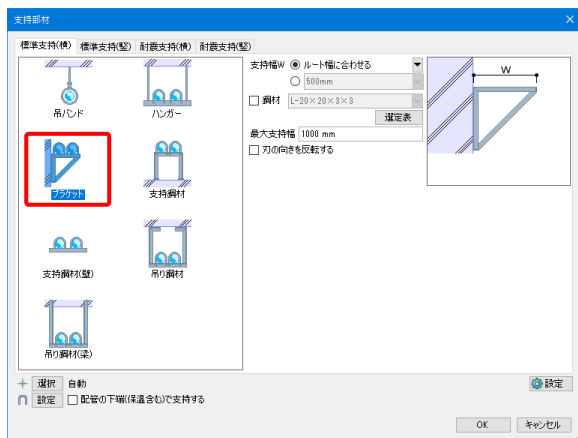 支持部材
標準支持(横) 標準支持(竪) 耐震支持(横) 耐震支持(竪)
吊バンド
ハンガー
ブラケット
支持鋼材
支持鋼材(壁)
吊り鋼材
吊り鋼材(梁)
支持幅W ルート幅に合わせる
500mm
鋼材 L-20×20×3×3
選定表
最大支持幅 1000 mm
刃の向きを反転する
W
選択 自動
設定
設定 配管の下端(保温含む)で支持する
OK キャンセル